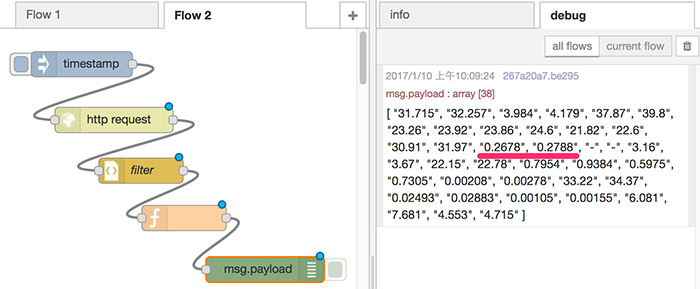 Flow 1
Flow 2
+
timestamp
http request
filter
f
msg.payload
info
debug
all flows
current flow
2017/1/10 上午10:09:24 267a20a7.be295
msg.payload : array [38]
[ "31.715", "32.257", "3.984", "4.179", "37.87", "39.8",
"23.26", "23.92", "23.86", "24.6", "21.82", "22.6",
"30.91", "31.97", "0.2678", "0.2788", "-", "-", "3.16",
"3.67", "22.15", "22.78", "0.7954", "0.9384", "0.5975",
"0.7305", "0.00208", "0.00278", "33.22", "34.37",
"0.02493", "0.02883", "0.00105", "0.00155", "6.081",
"7.681", "4.553", "4.715" ]